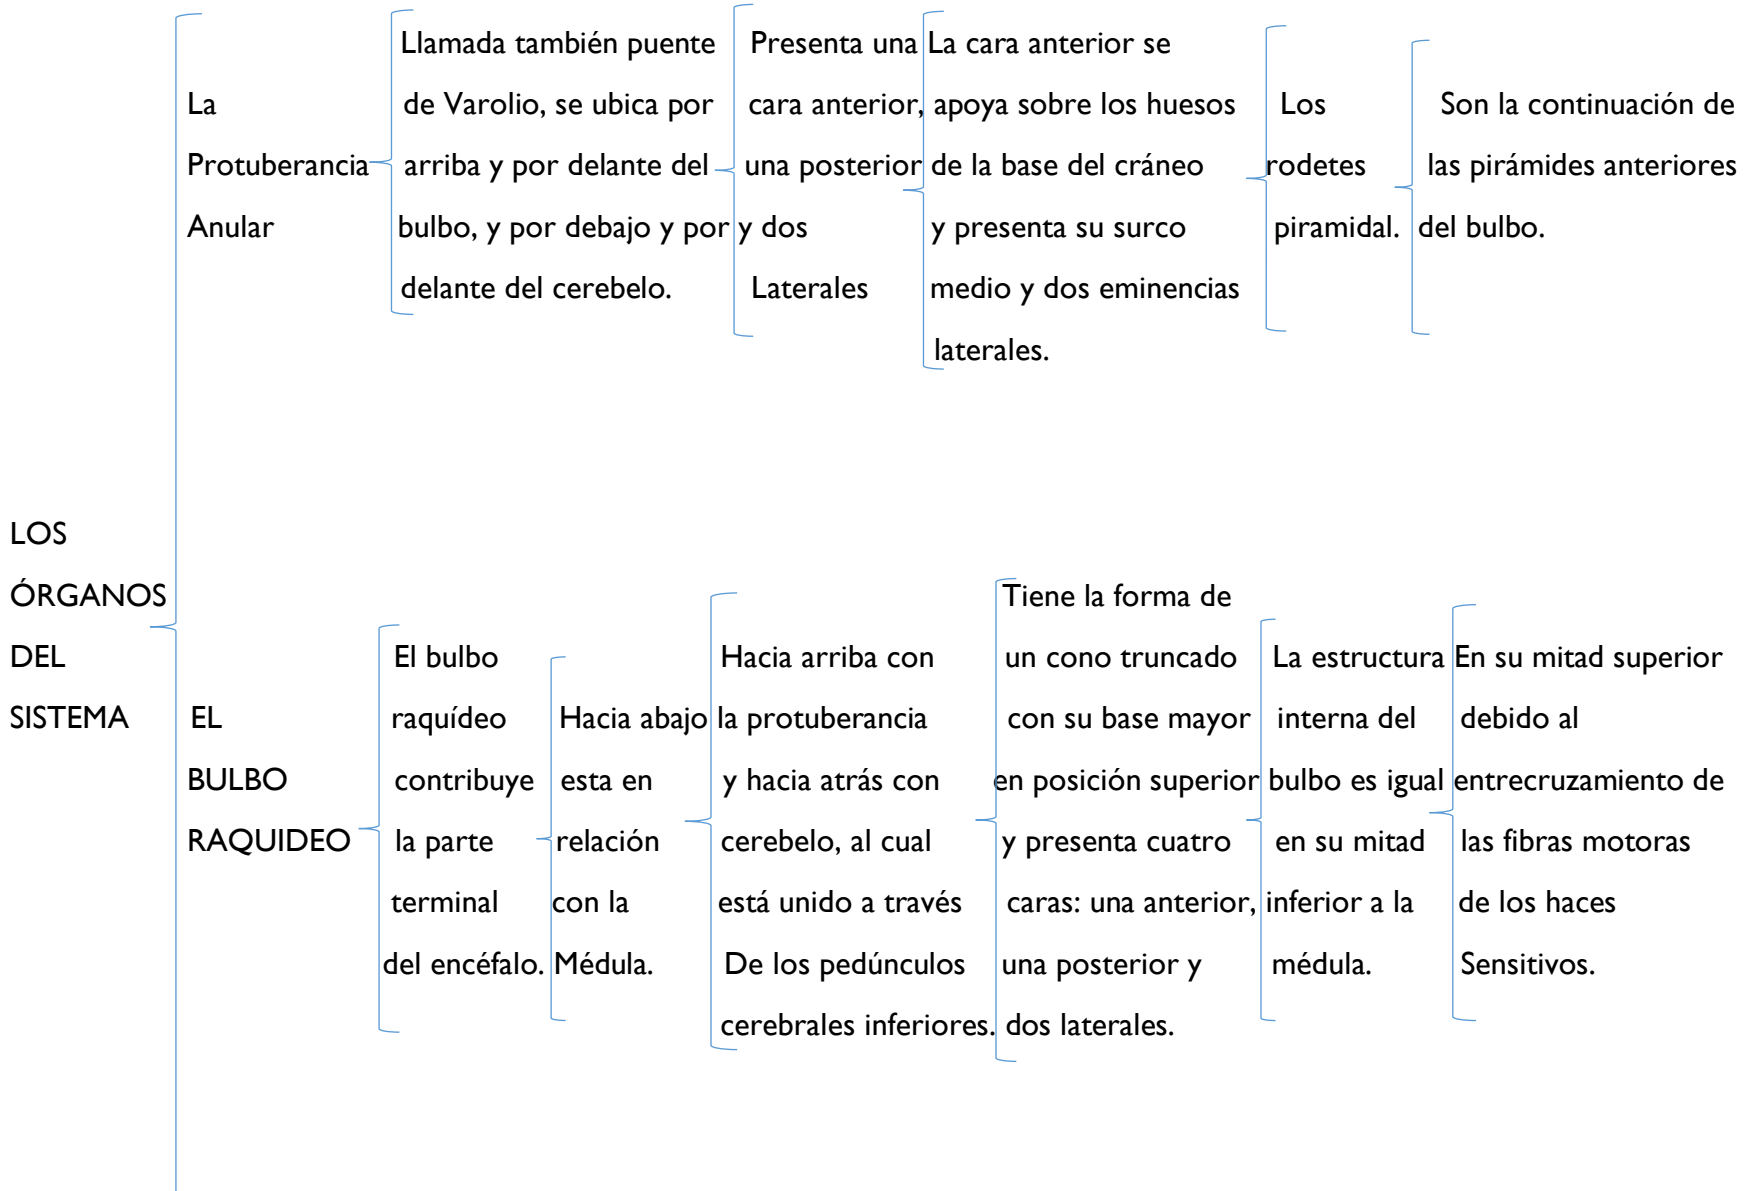 LOS
ÓRGANOS
DEL
SISTEMA
La
Protuberancia
Anular
Llamada también puente
de Varolio, se ubica por
arriba y por delante del
bulbo, y por debajo y por
delante del cerebelo.
Presenta una
cara anterior,
una posterior
y dos
Laterales
La cara anterior se
apoya sobre los huesos
de la base del cráneo
y presenta su surco
medio y dos eminencias
laterales.
Los
rodetes
piramidal.
Son la continuación de
las pirámides anteriores
del bulbo.
EL
BULBO
RAQUIDEO
El bulbo
raquídeo
contribuye
la parte
terminal
del encéfalo.
Hacia abajo
esta en
relación
con la
Médula.
Hacia arriba con
la protuberancia
y hacia atrás con
cerebelo, al cual
está unido a través
De los pedúnculos
cerebrales inferiores.
Tiene la forma de
un cono truncado
con su base mayor
en posición superior
y presenta cuatro
caras: una anterior,
una posterior y
dos laterales.
La estructura
interna del
bulbo es igual
en su mitad
inferior a la
médula.
En su mitad superior
debido al
entrecruzamiento de
las fibras motoras
de los haces
Sensitivos.